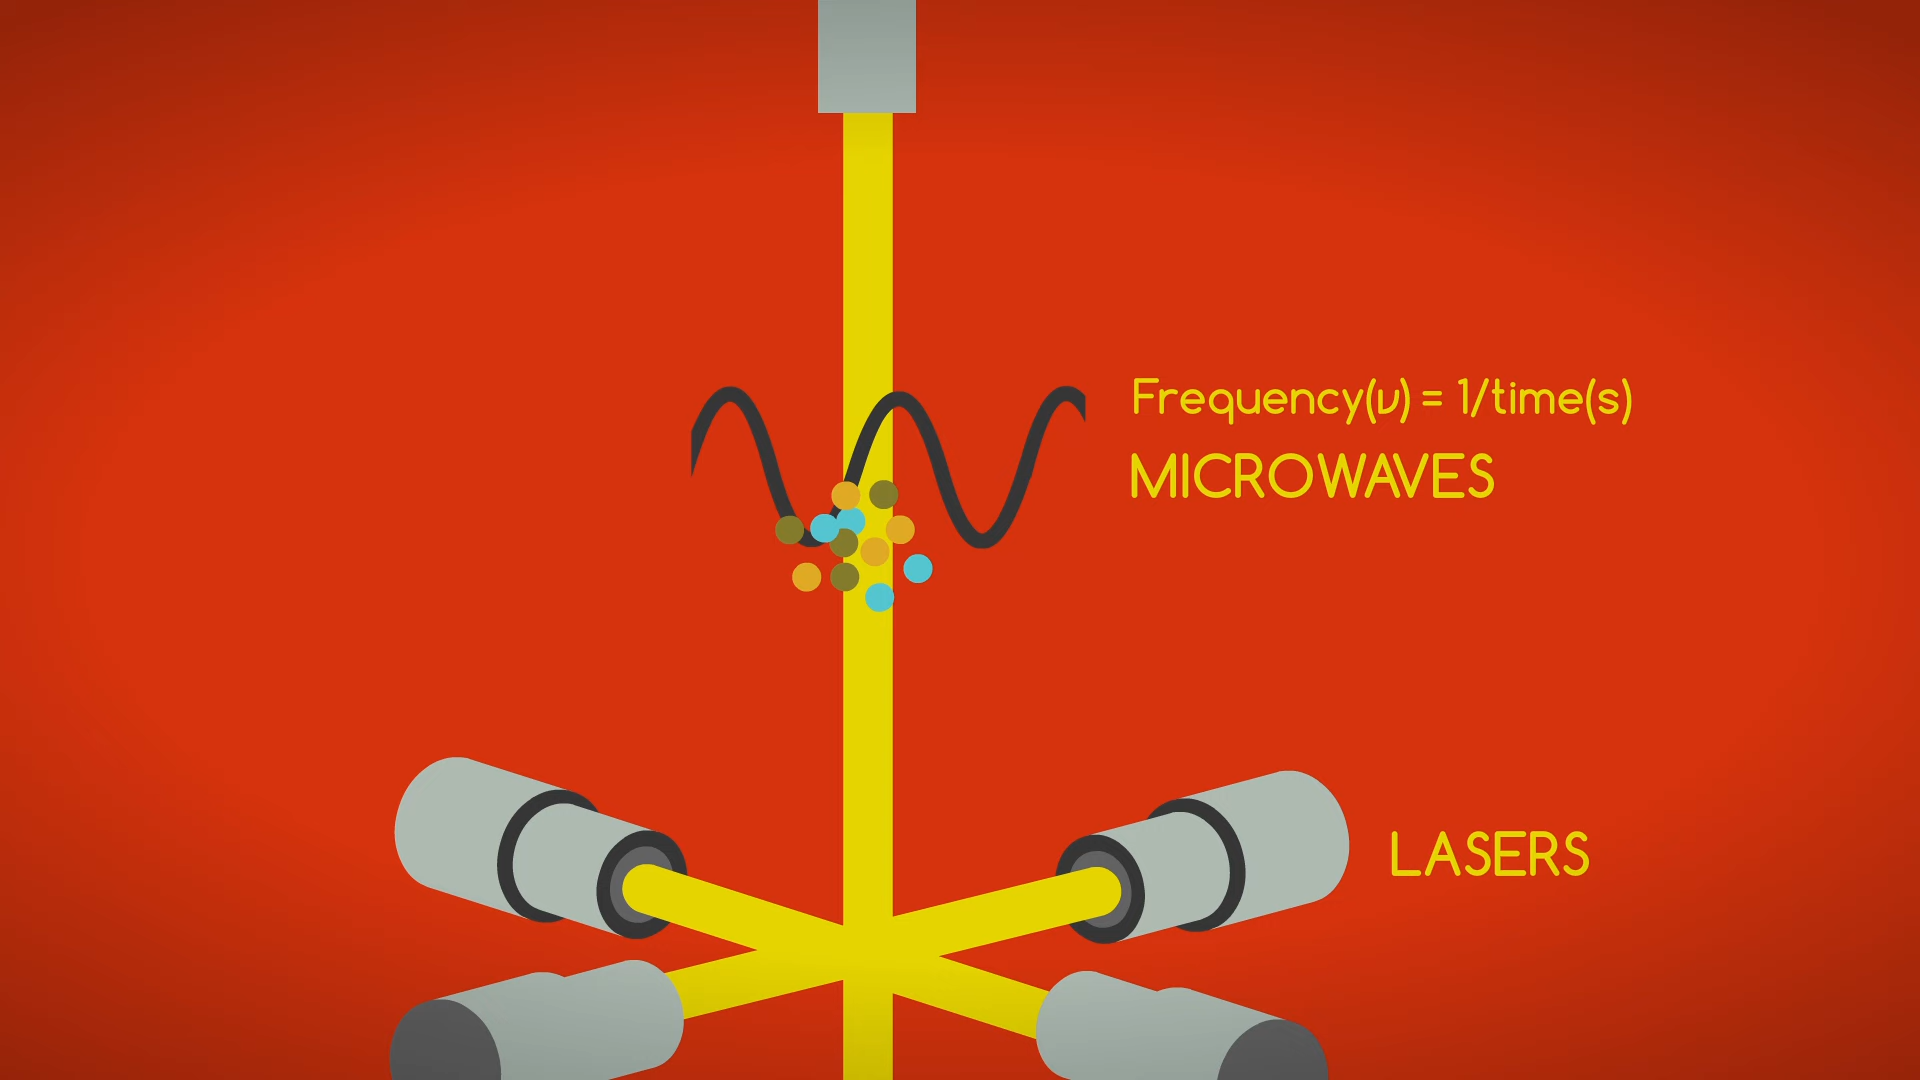 Frequency(ν) = 1/time(s)
MICROWAVES
LASERS